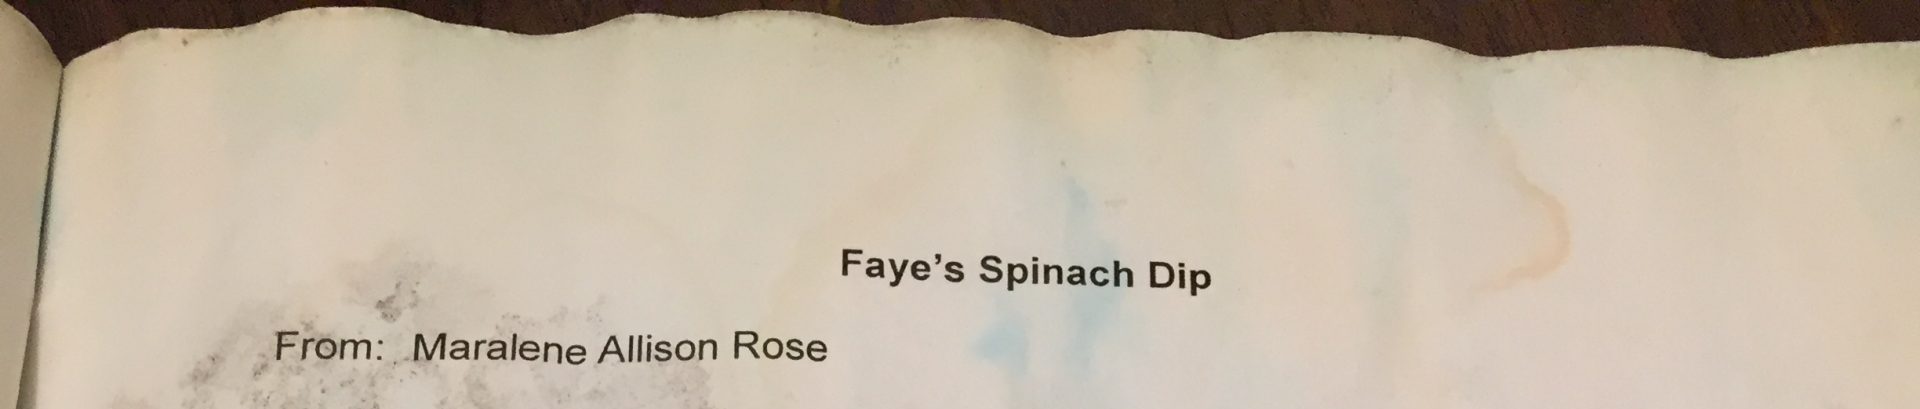 Faye's Spinach Dip
From: Maralene Allison Rose